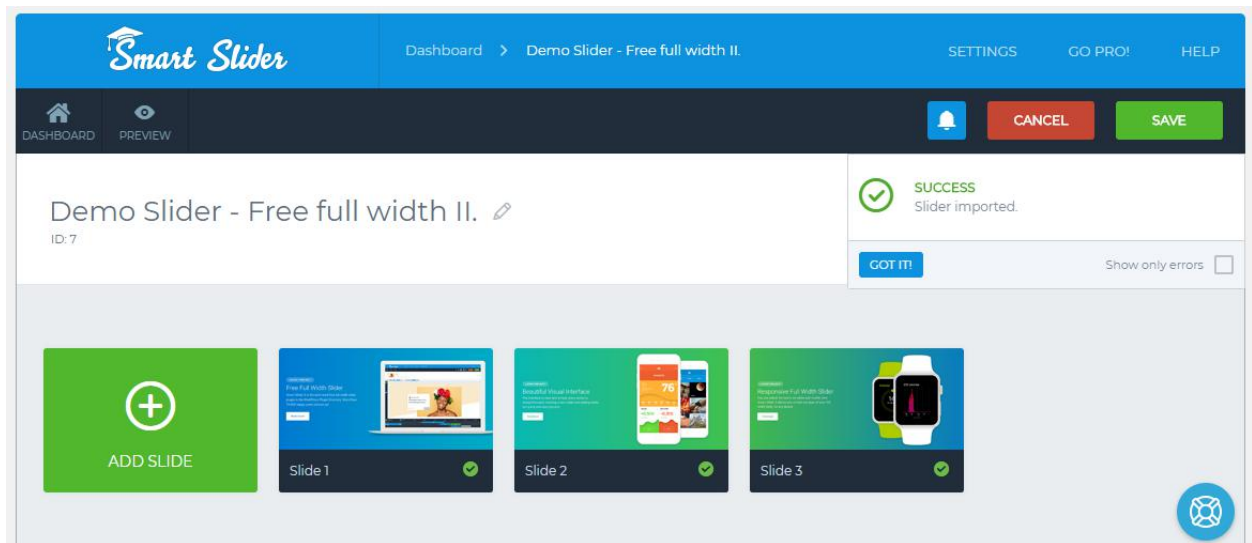 Smart Slider
Dashboard > Demo Slider - Free full width II.
SETTINGS GO PRO! HELP
DASHBOARD PREVIEW
CANCEL SAVE
Demo Slider - Free full width II.
ID: 7
SUCCESS
Slider imported.
GOT IT! Show only errors
ADD SLIDE
Free Full Width Slider
Slide 1
Beautiful Visual Interface
76
Slide 2
Responsive Full Width Slider
Slide 3